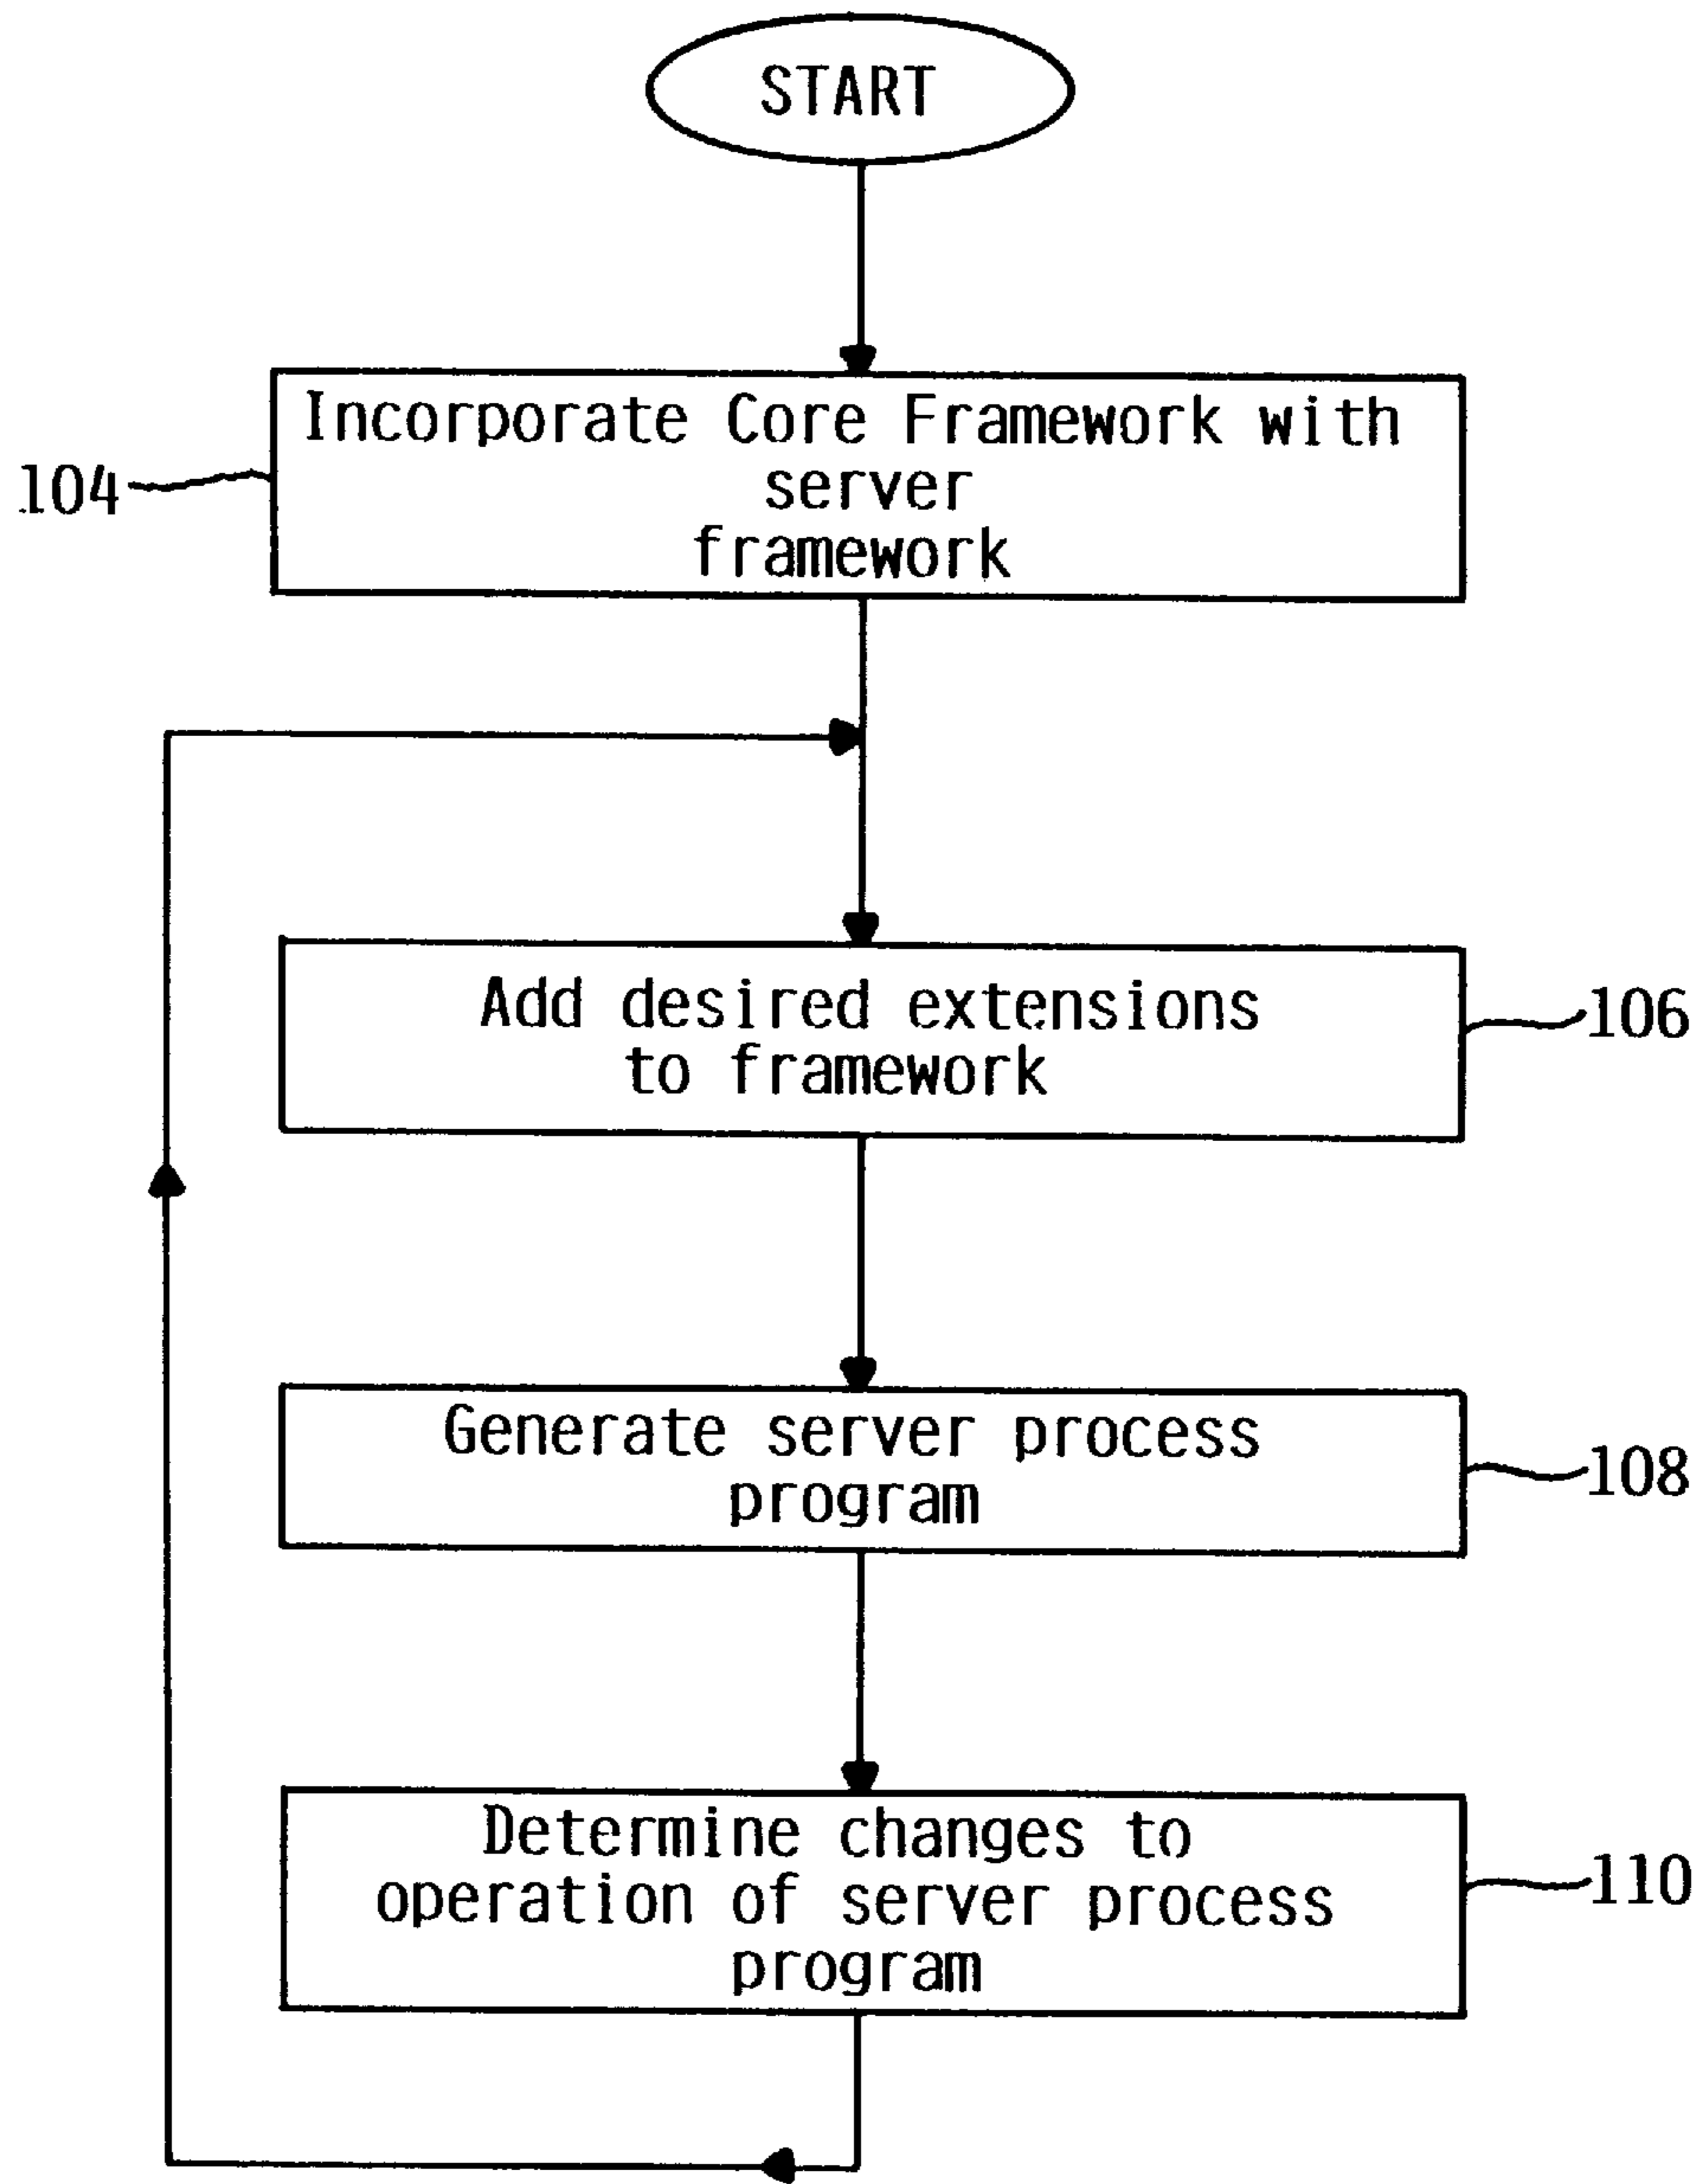 START
Incorporate Core Framework with
server
framework
104
Add desired extensions
to framework
106
Generate server process
program
108
Determine changes to
operation of server process
program
110